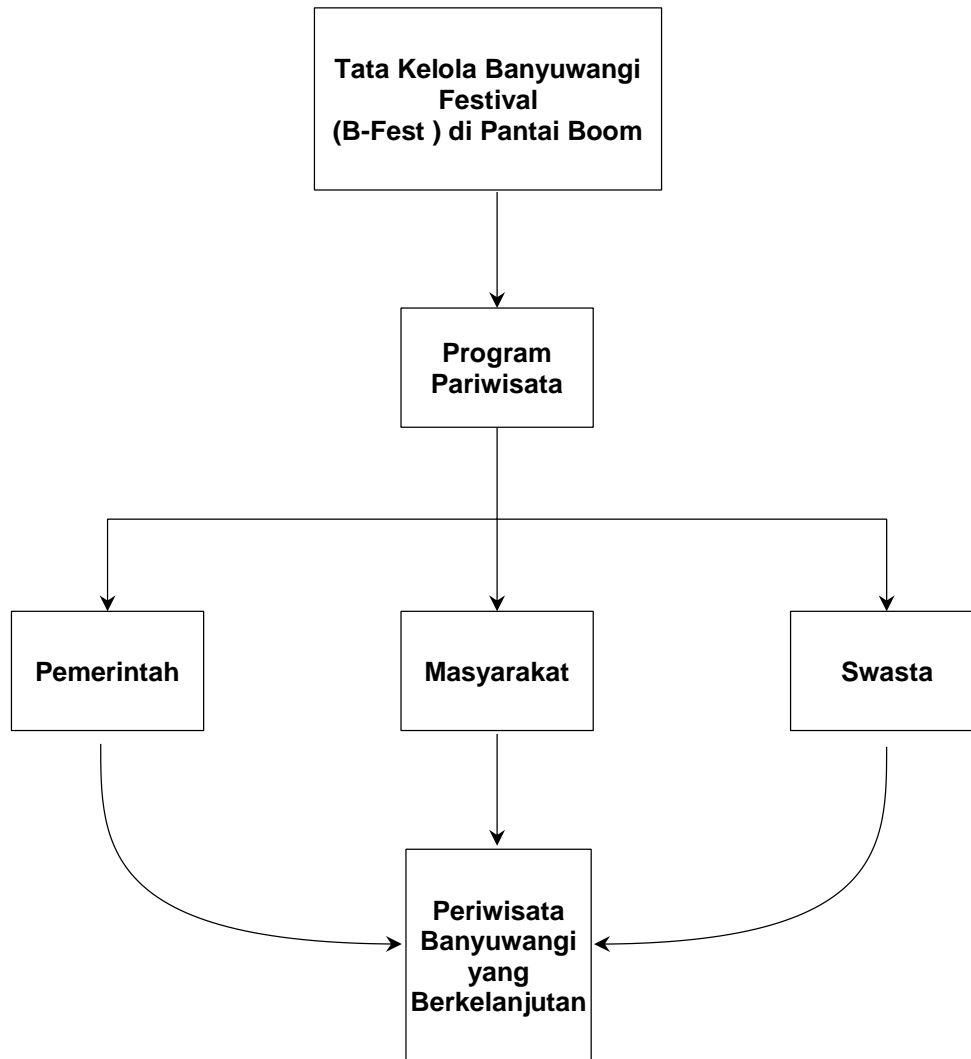 Tata Kelola Banyuwangi
Festival
(B-Fest ) di Pantai Boom
Program
Pariwisata
Pemerintah
Masyarakat
Swasta
Periwisata
Banyuwangi
yang
Berkelanjutan